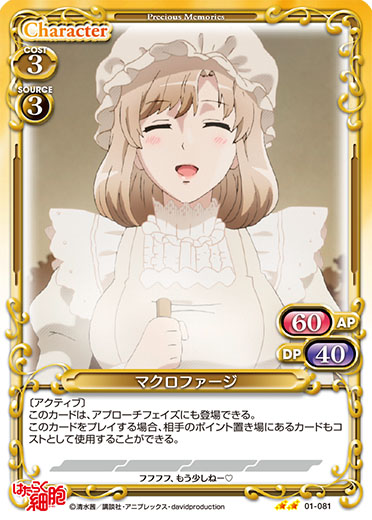 Precious Memories
Character
COST
3
SOURCE
3
60 AP
DP 40
マクロファージ
［アクティブ］
このカードは、アプローチフェイズにも登場できる。
このカードをプレイする場合、相手のポイント置き場にあるカードもコ
ストとして使用することができる。
はたらく
細胞
©清水茜／講談社・アニプレックス・davidproduction
フフフフ、もう少しねー♡
★★ 01-081